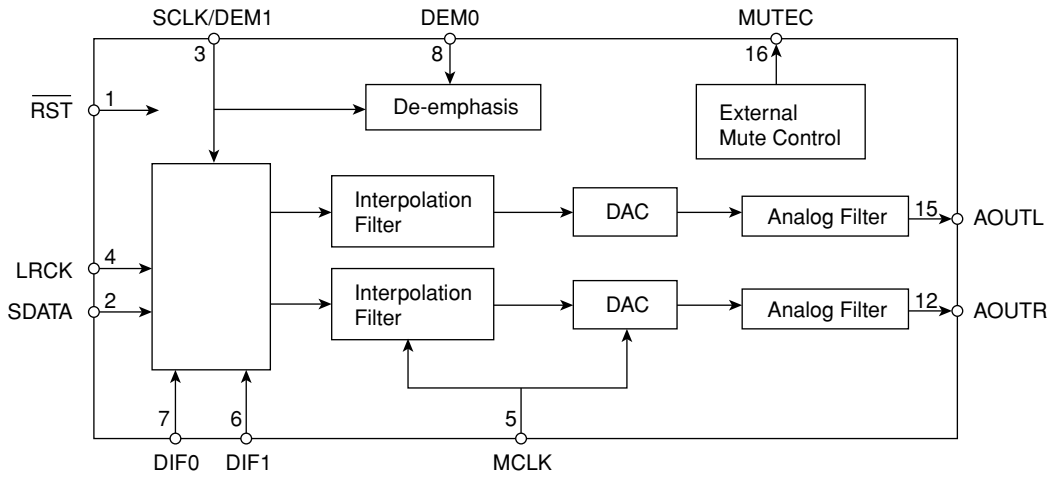 SCLK/DEM1
DEM0
MUTEC
3
8
16
RST
1
De-emphasis
External
Mute Control
Interpolation
Filter
DAC
Analog Filter
15
AOUTL
LRCK
4
SDATA
2
Interpolation
Filter
DAC
Analog Filter
12
AOUTR
7
6
5
DIF0
DIF1
MCLK